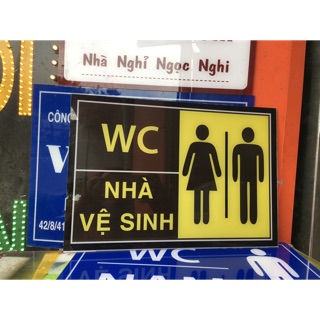 Nhà Nghỉ Ngọc Nghi
CÔNG
42/8/41
WC
NHÀ
VỆ SINH
WC